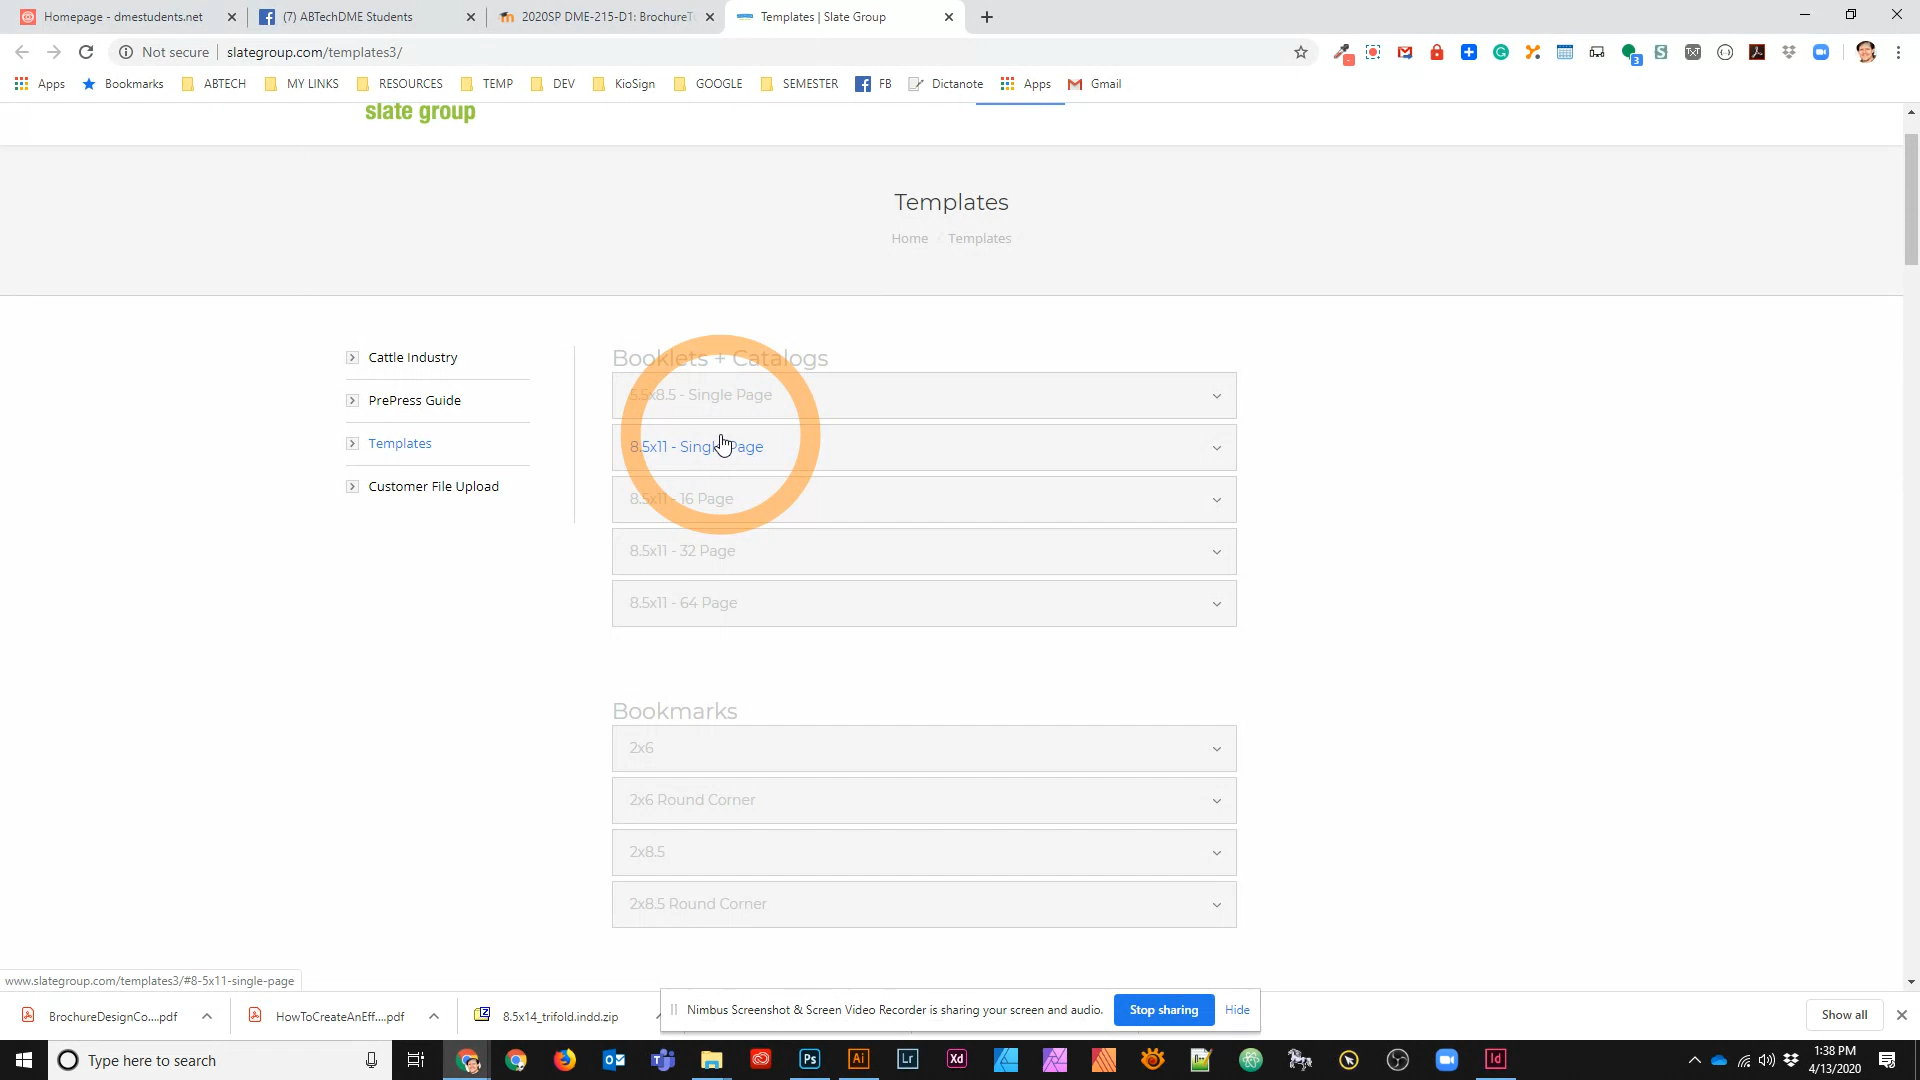 Homepage - dmestudents.net
(7) ABTechDME Students
2020SP DME-215-D1: BrochureTu
Templates | Slate Group
Not secure
slategroup.com/templates3/
Apps
Bookmarks
ABTECH
MY LINKS
RESOURCES
TEMP
DEV
KioSign
GOOGLE
SEMESTER
FB
Dictanote
Apps
Gmail
slate group
Templates
Home / Templates
Cattle Industry
PrePress Guide
Templates
Customer File Upload
Booklets + Catalogs
5.5x8.5 - Single Page
8.5x11 - Single Page
8.5x11 - 16 Page
8.5x11 - 32 Page
8.5x11 - 64 Page
Bookmarks
2x6
2x6 Round Corner
2x8.5
2x8.5 Round Corner
www.slategroup.com/templates3/#8-5x11-single-page
BrochureDesignCo....pdf
HowToCreateAnEff....pdf
8.5x14_trifold.indd.zip
Nimbus Screenshot & Screen Video Recorder is sharing your screen and audio.
Stop sharing
Hide
Show all
Type here to search
Ps
Ai
Lr
Xd
Id
1:38 PM
4/13/2020